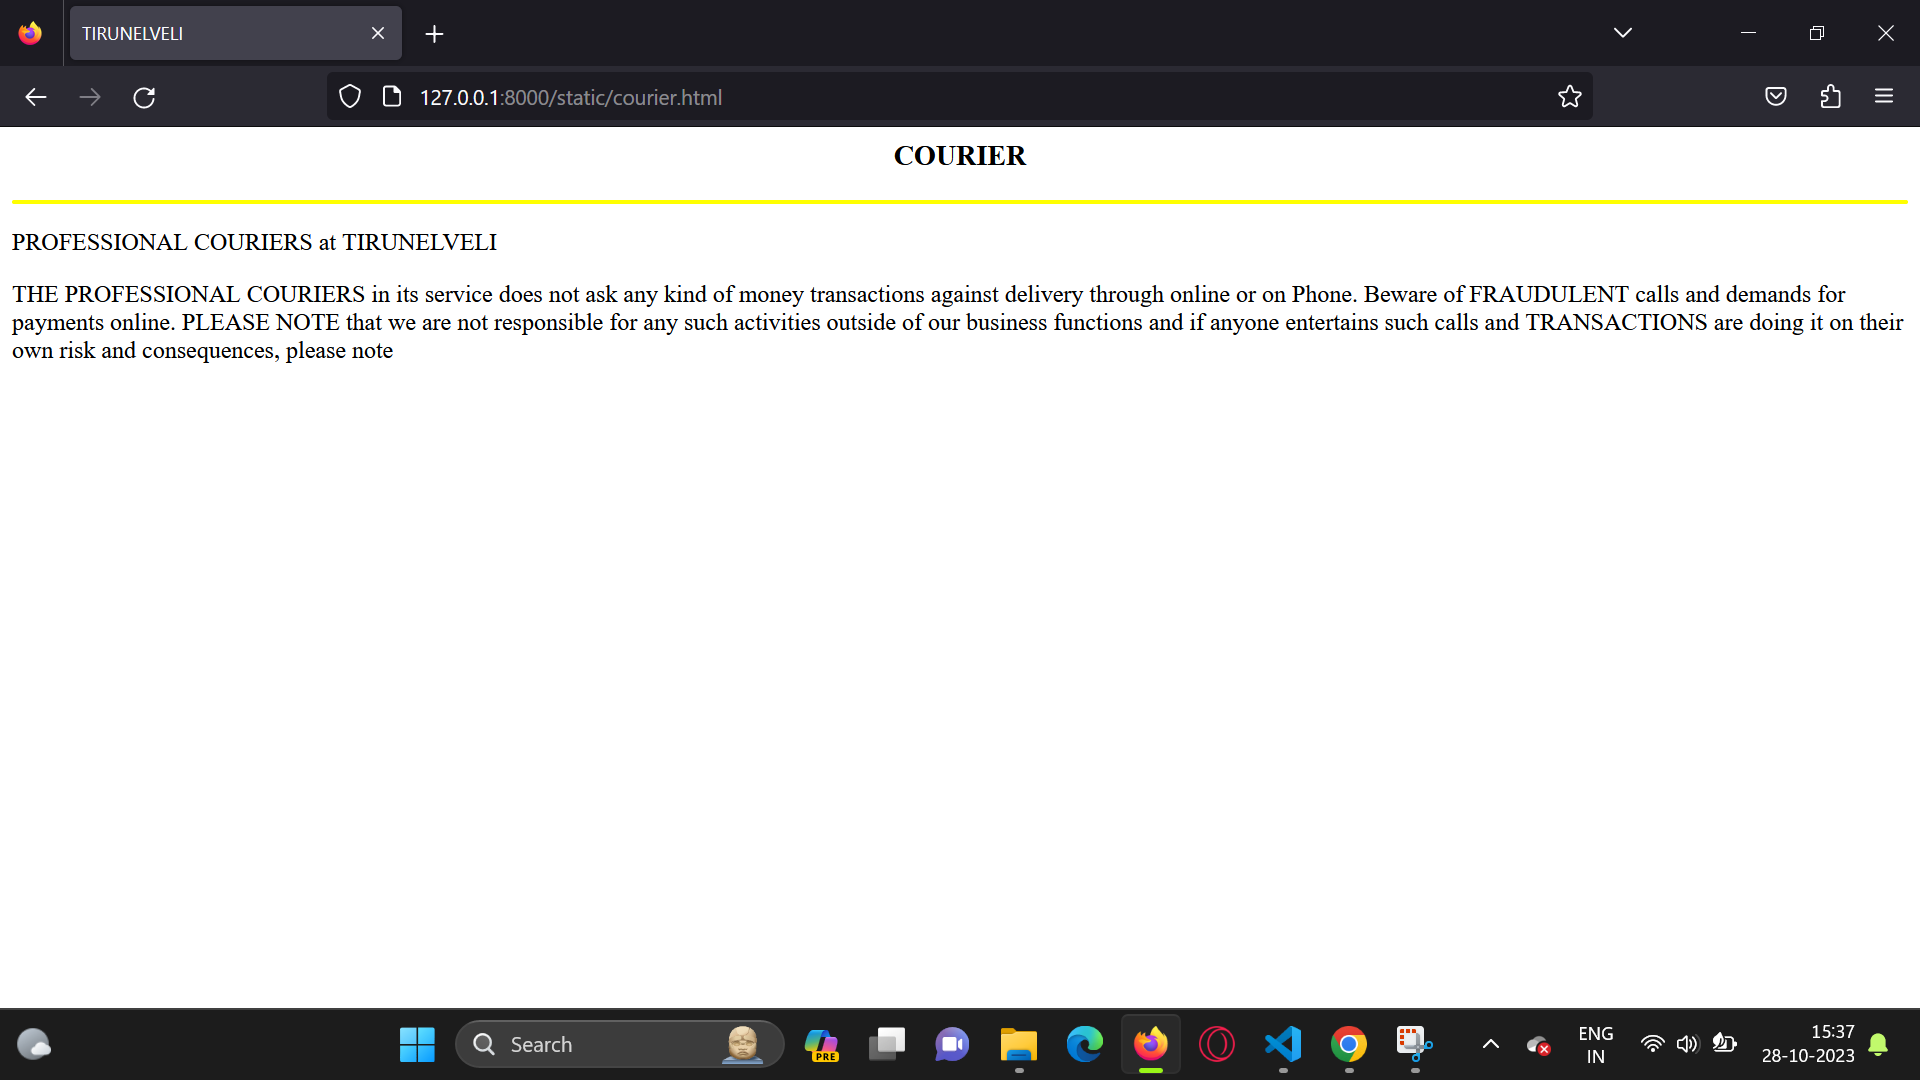 TIRUNELVELI
127.0.0.1:8000/static/courier.html
COURIER
PROFESSIONAL COURIERS at TIRUNELVELI
THE PROFESSIONAL COURIERS in its service does not ask any kind of money transactions against delivery through online or on Phone. Beware of FRAUDULENT calls and demands for
payments online. PLEASE NOTE that we are not responsible for any such activities outside of our business functions and if anyone entertains such calls and TRANSACTIONS are doing it on their
own risk and consequences, please note
Search
PRE
ENG
IN
15:37
28-10-2023